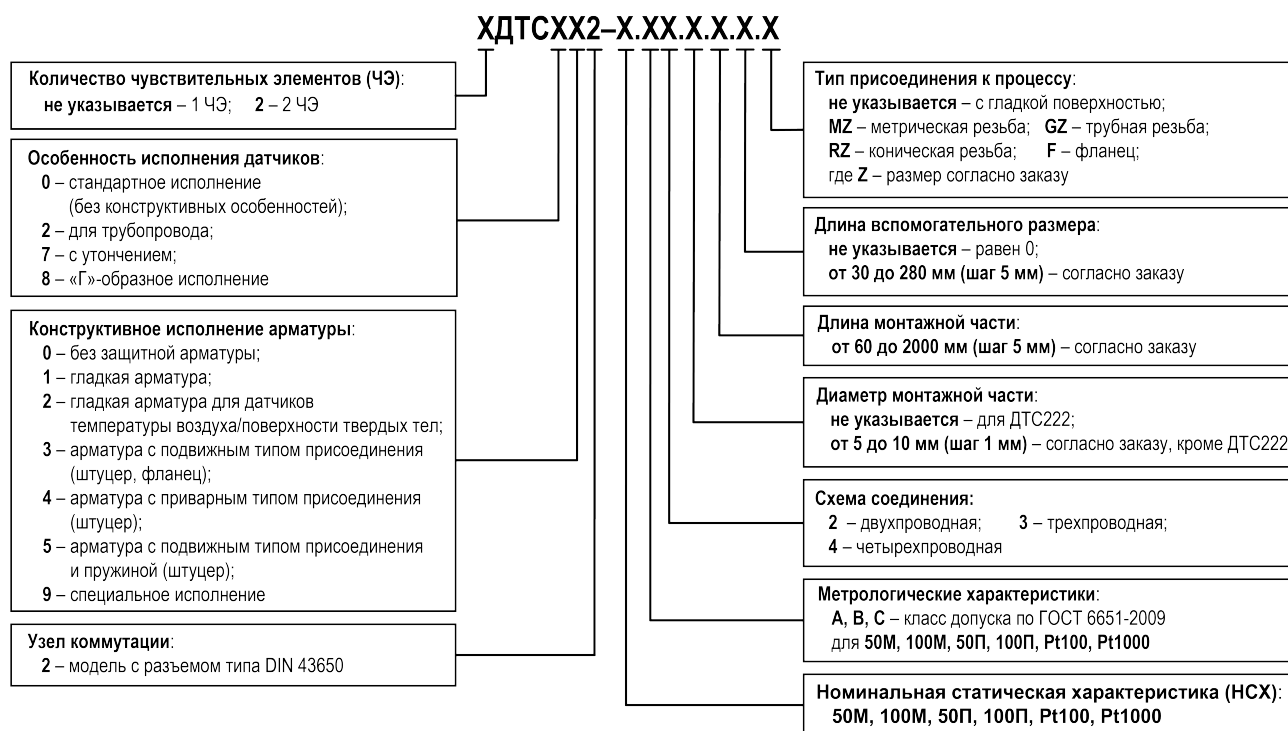 ХДТСХХ2–Х.ХХ.Х.Х.Х.Х
Количество чувствительных элементов (ЧЭ):
не указывается – 1 ЧЭ; 2 – 2 ЧЭ
Особенность исполнения датчиков:
0 – стандартное исполнение
(без конструктивных особенностей);
2 – для трубопровода;
7 – с утончением;
8 – «Г»-образное исполнение
Конструктивное исполнение арматуры:
0 – без защитной арматуры;
1 – гладкая арматура;
2 – гладкая арматура для датчиков
температуры воздуха/поверхности твердых тел;
3 – арматура с подвижным типом присоединения
(штуцер, фланец);
4 – арматура с приварным типом присоединения
(штуцер);
5 – арматура с подвижным типом присоединения
и пружиной (штуцер);
9 – специальное исполнение
Узел коммутации:
2 – модель с разъемом типа DIN 43650
Тип присоединения к процессу:
не указывается – с гладкой поверхностью;
MZ – метрическая резьба; GZ – трубная резьба;
RZ – коническая резьба; F – фланец;
где Z – размер согласно заказу
Длина вспомогательного размера:
не указывается – равен 0;
от 30 до 280 мм (шаг 5 мм) – согласно заказу
Длина монтажной части:
от 60 до 2000 мм (шаг 5 мм) – согласно заказу
Диаметр монтажной части:
не указывается – для ДТС222;
от 5 до 10 мм (шаг 1 мм) – согласно заказу, кроме ДТС222
Схема соединения:
2 – двухпроводная; 3 – трехпроводная;
4 – четырехпроводная
Метрологические характеристики:
А, В, С – класс допуска по ГОСТ 6651-2009
для 50М, 100М, 50П, 100П, Pt100, Pt1000
Номинальная статическая характеристика (НСХ):
50М, 100М, 50П, 100П, Pt100, Pt1000